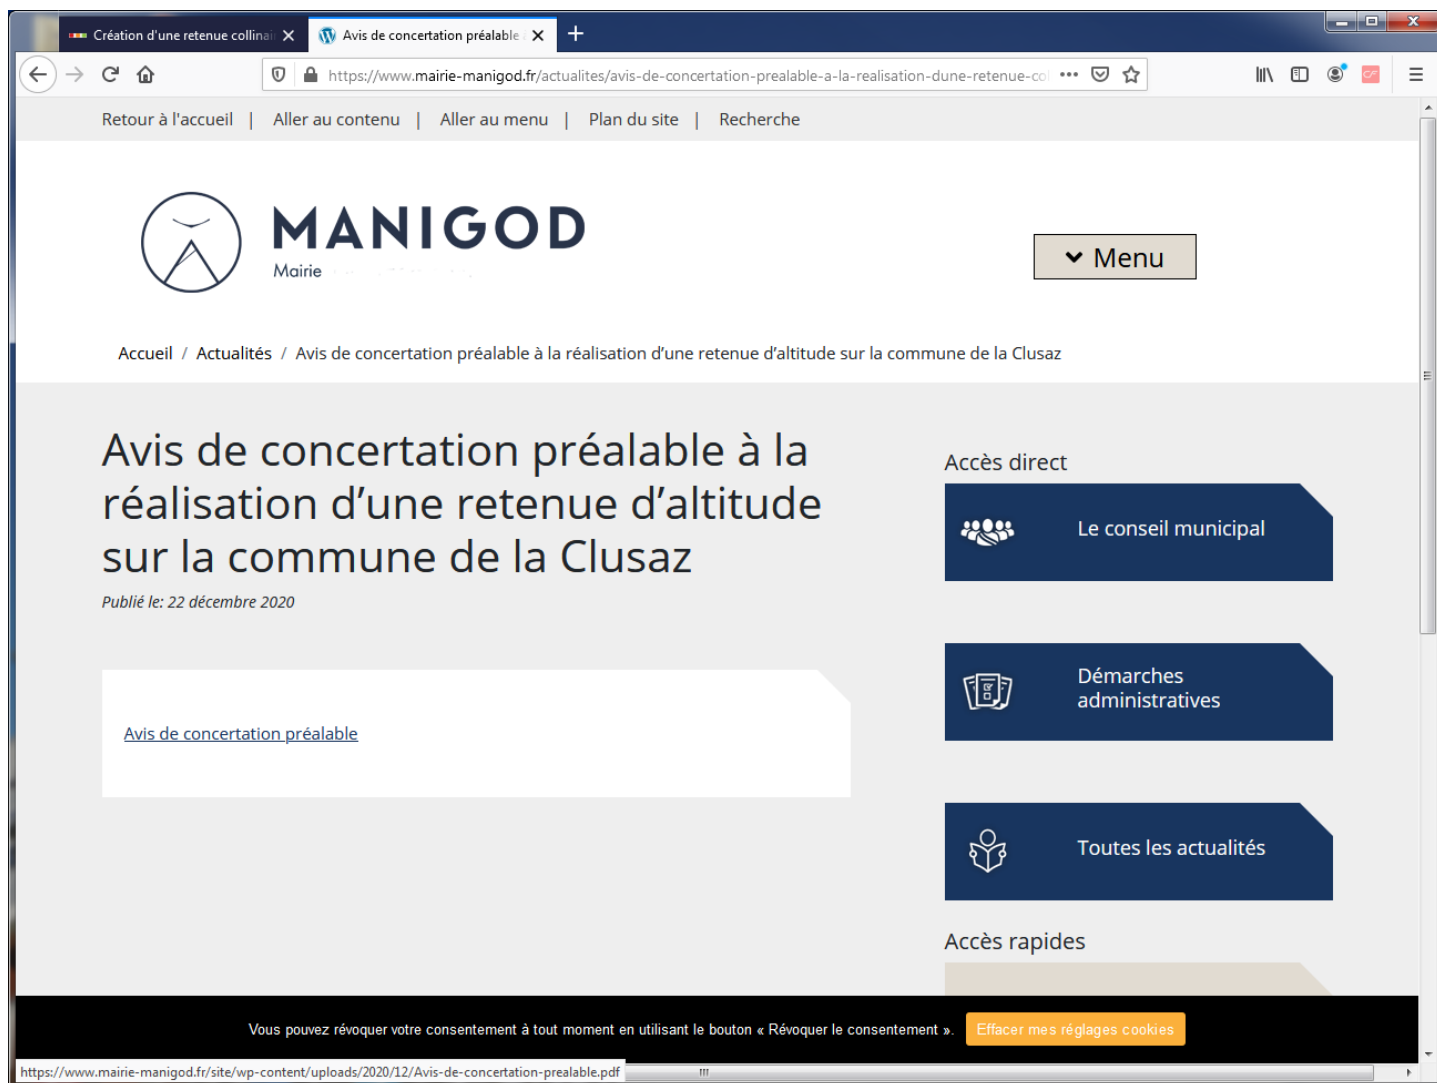 Création d'une retenue collinai
Avis de concertation préalable à
https://www.mairie-manigod.fr/actualites/avis-de-concertation-prealable-a-la-realisation-dune-retenue-col
Retour à l'accueil | Aller au contenu | Aller au menu | Plan du site | Recherche
MANIGOD
Mairie
Menu
Accueil / Actualités / Avis de concertation préalable à la réalisation d’une retenue d’altitude sur la commune de la Clusaz
Avis de concertation préalable à la
réalisation d’une retenue d’altitude
sur la commune de la Clusaz
Publié le: 22 décembre 2020
Avis de concertation préalable
Accès direct
Le conseil municipal
Démarches
administratives
Toutes les actualités
Accès rapides
Vous pouvez révoquer votre consentement à tout moment en utilisant le bouton « Révoquer le consentement ».
Effacer mes réglages cookies
https://www.mairie-manigod.fr/site/wp-content/uploads/2020/12/Avis-de-concertation-prealable.pdf